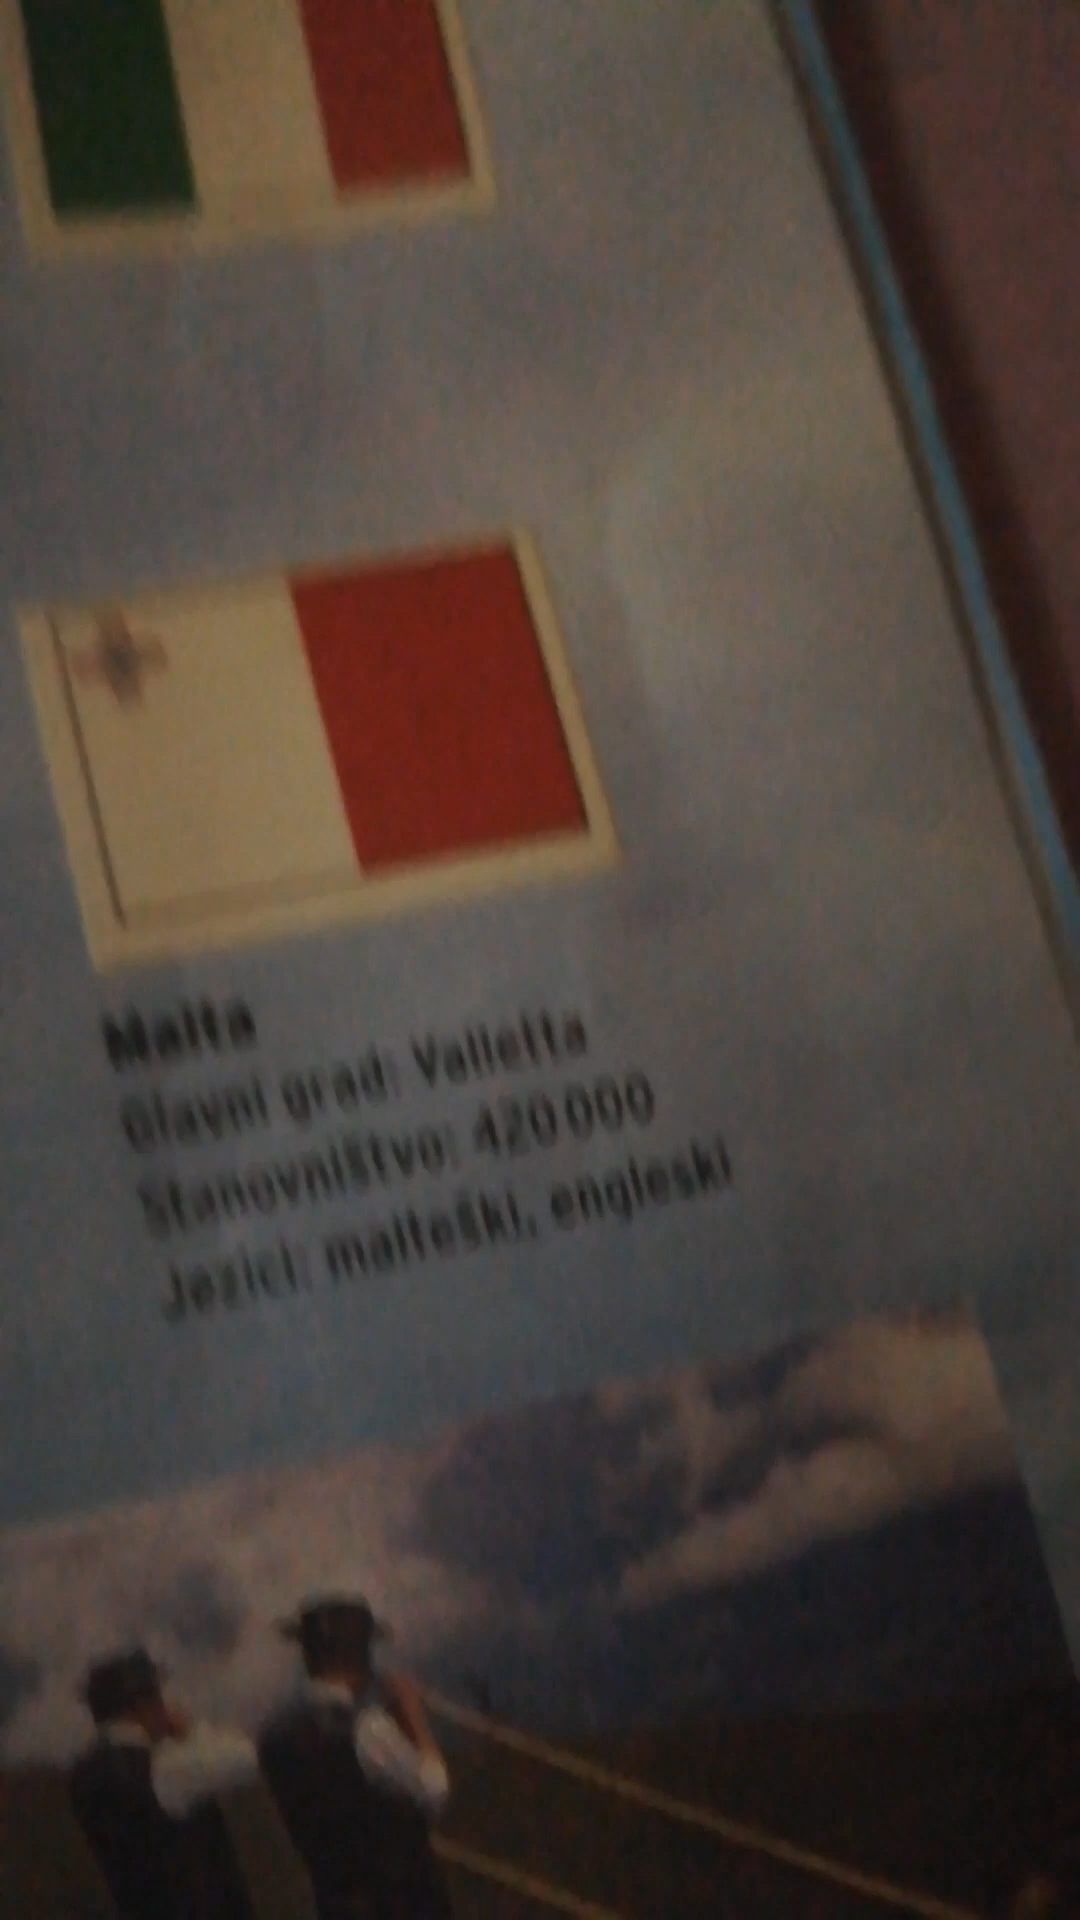 Malta
Glavni grad: Valletta
Stanovništvo: 420 000
Jezici: malteški, engleski